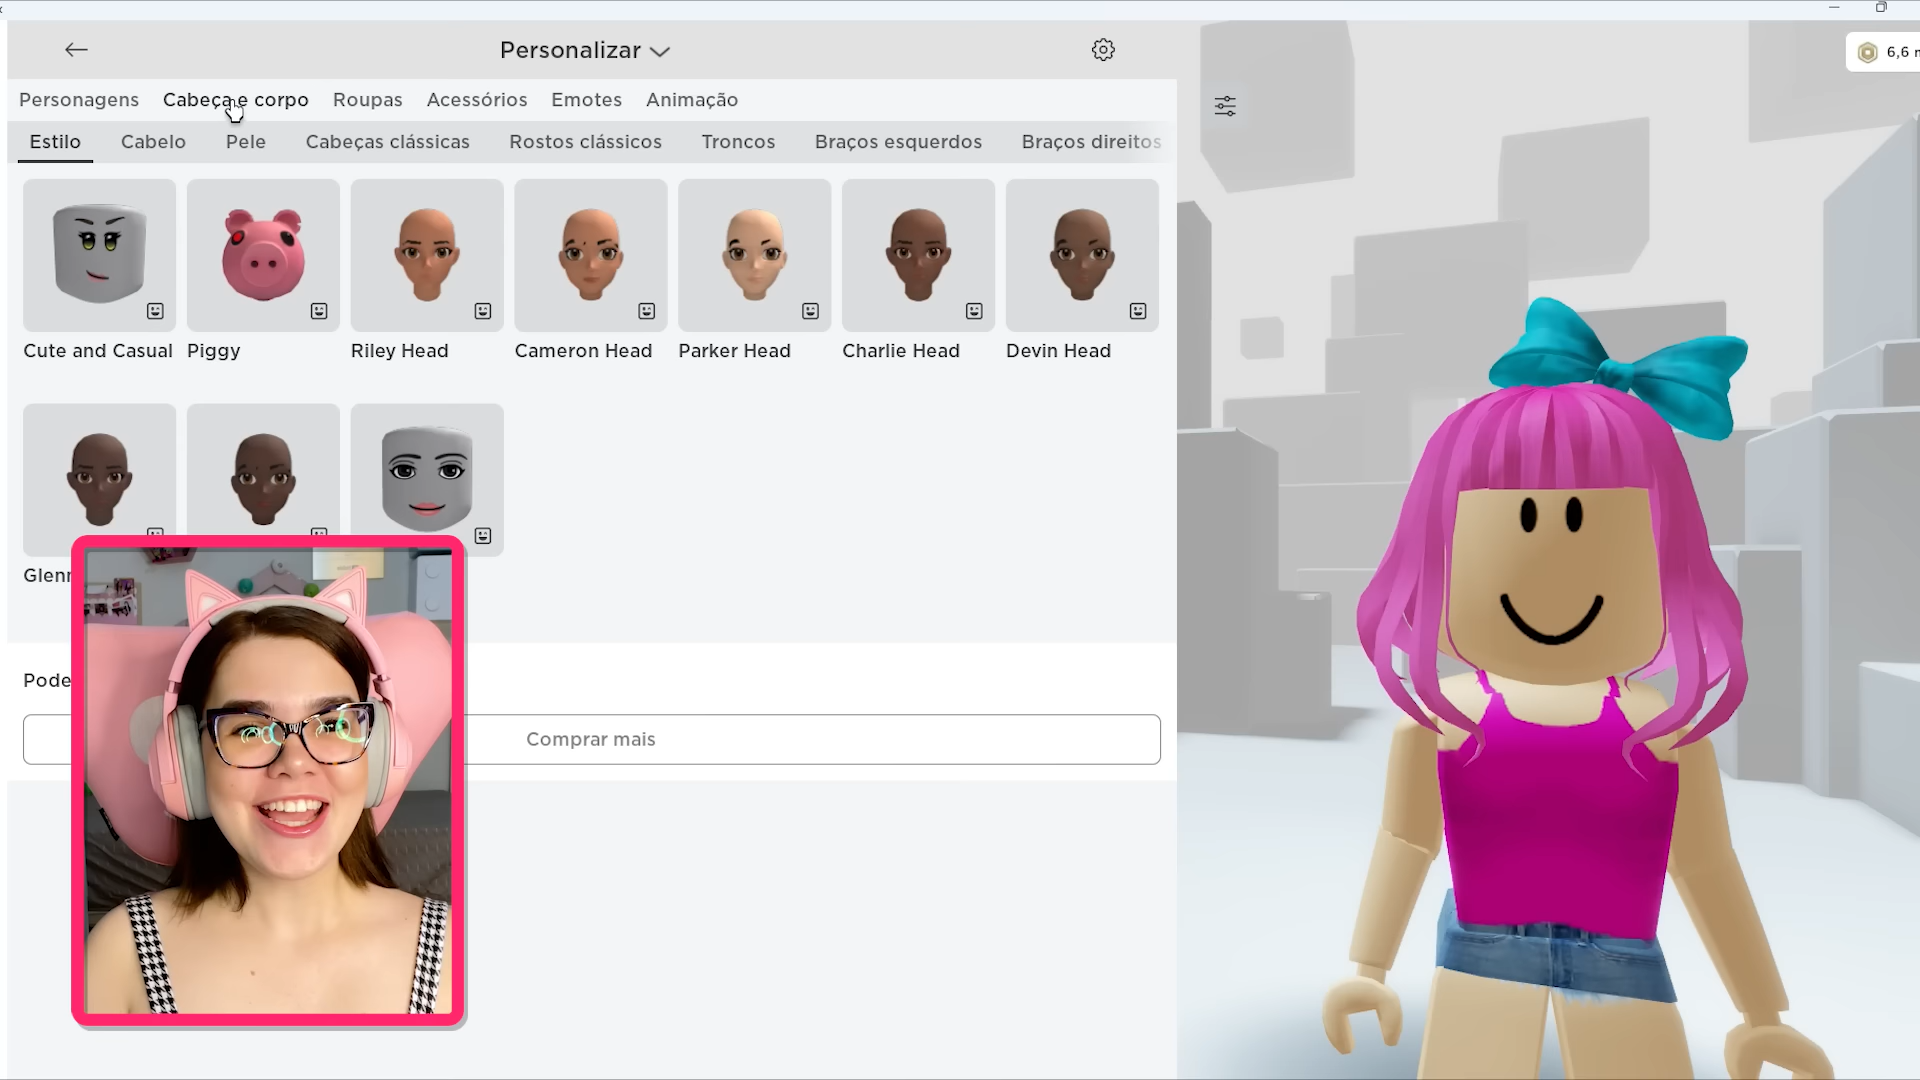 Personalizar
6,6 m
Personagens Cabeça e corpo Roupas Acessórios Emotes Animação
Estilo Cabelo Pele Cabeças clássicas Rostos clássicos Troncos Braços esquerdos Braços direitos
Cute and Casual Piggy Riley Head Cameron Head Parker Head Charlie Head Devin Head
Pode
Comprar mais